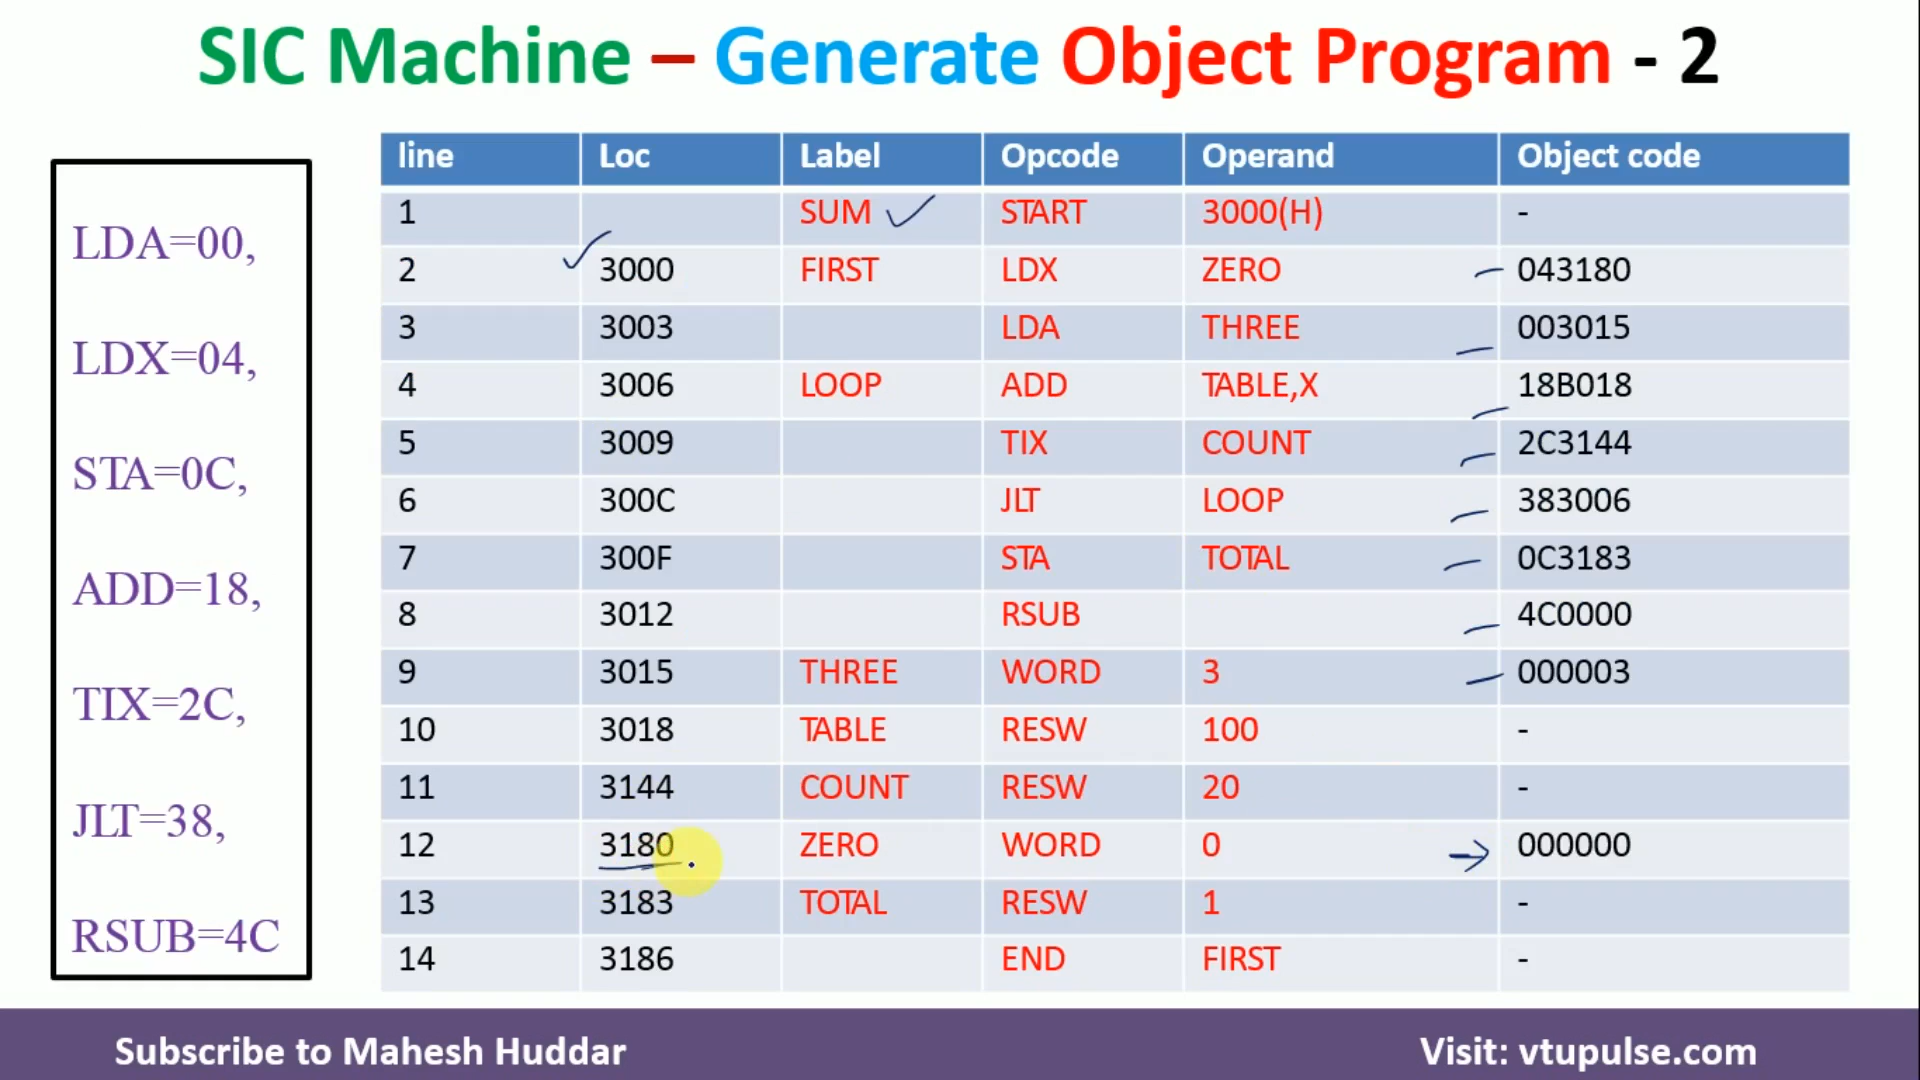 SIC Machine – Generate Object Program - 2
LDA=00,
LDX=04,
STA=0C,
ADD=18,
TIX=2C,
JLT=38,
RSUB=4C
line Loc Label Opcode Operand Object code
1 SUM START 3000(H) -
2 3000 FIRST LDX ZERO 043180
3 3003 LDA THREE 003015
4 3006 LOOP ADD TABLE,X 18B018
5 3009 TIX COUNT 2C3144
6 300C JLT LOOP 383006
7 300F STA TOTAL 0C3183
8 3012 RSUB 4C0000
9 3015 THREE WORD 3 000003
10 3018 TABLE RESW 100 -
11 3144 COUNT RESW 20 -
12 3180 ZERO WORD 0 000000
13 3183 TOTAL RESW 1 -
14 3186 END FIRST -
Subscribe to Mahesh Huddar
Visit: vtupulse.com